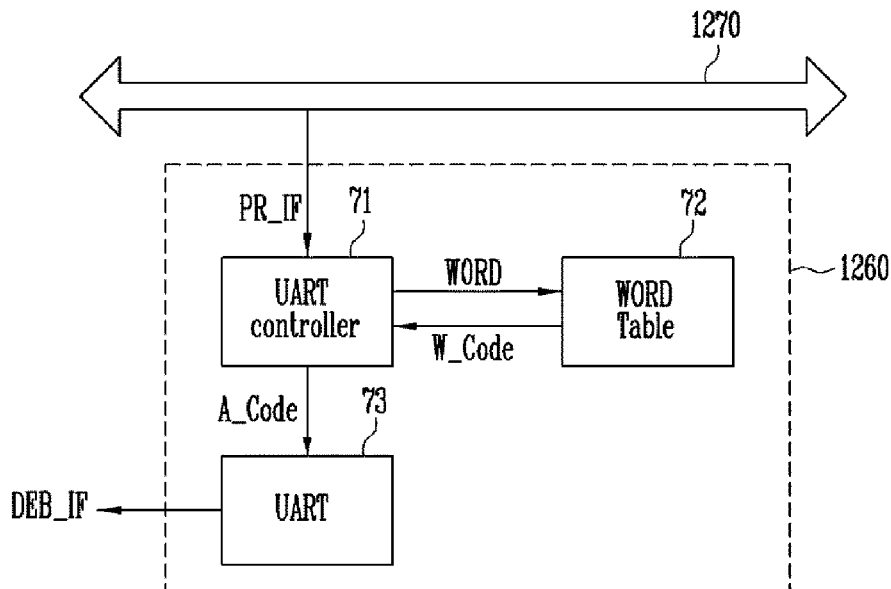 1270
PR_IF
71
72
1260
UART
controller
WORD
W_Code
WORD
Table
A_Code
73
UART
DEB_IF